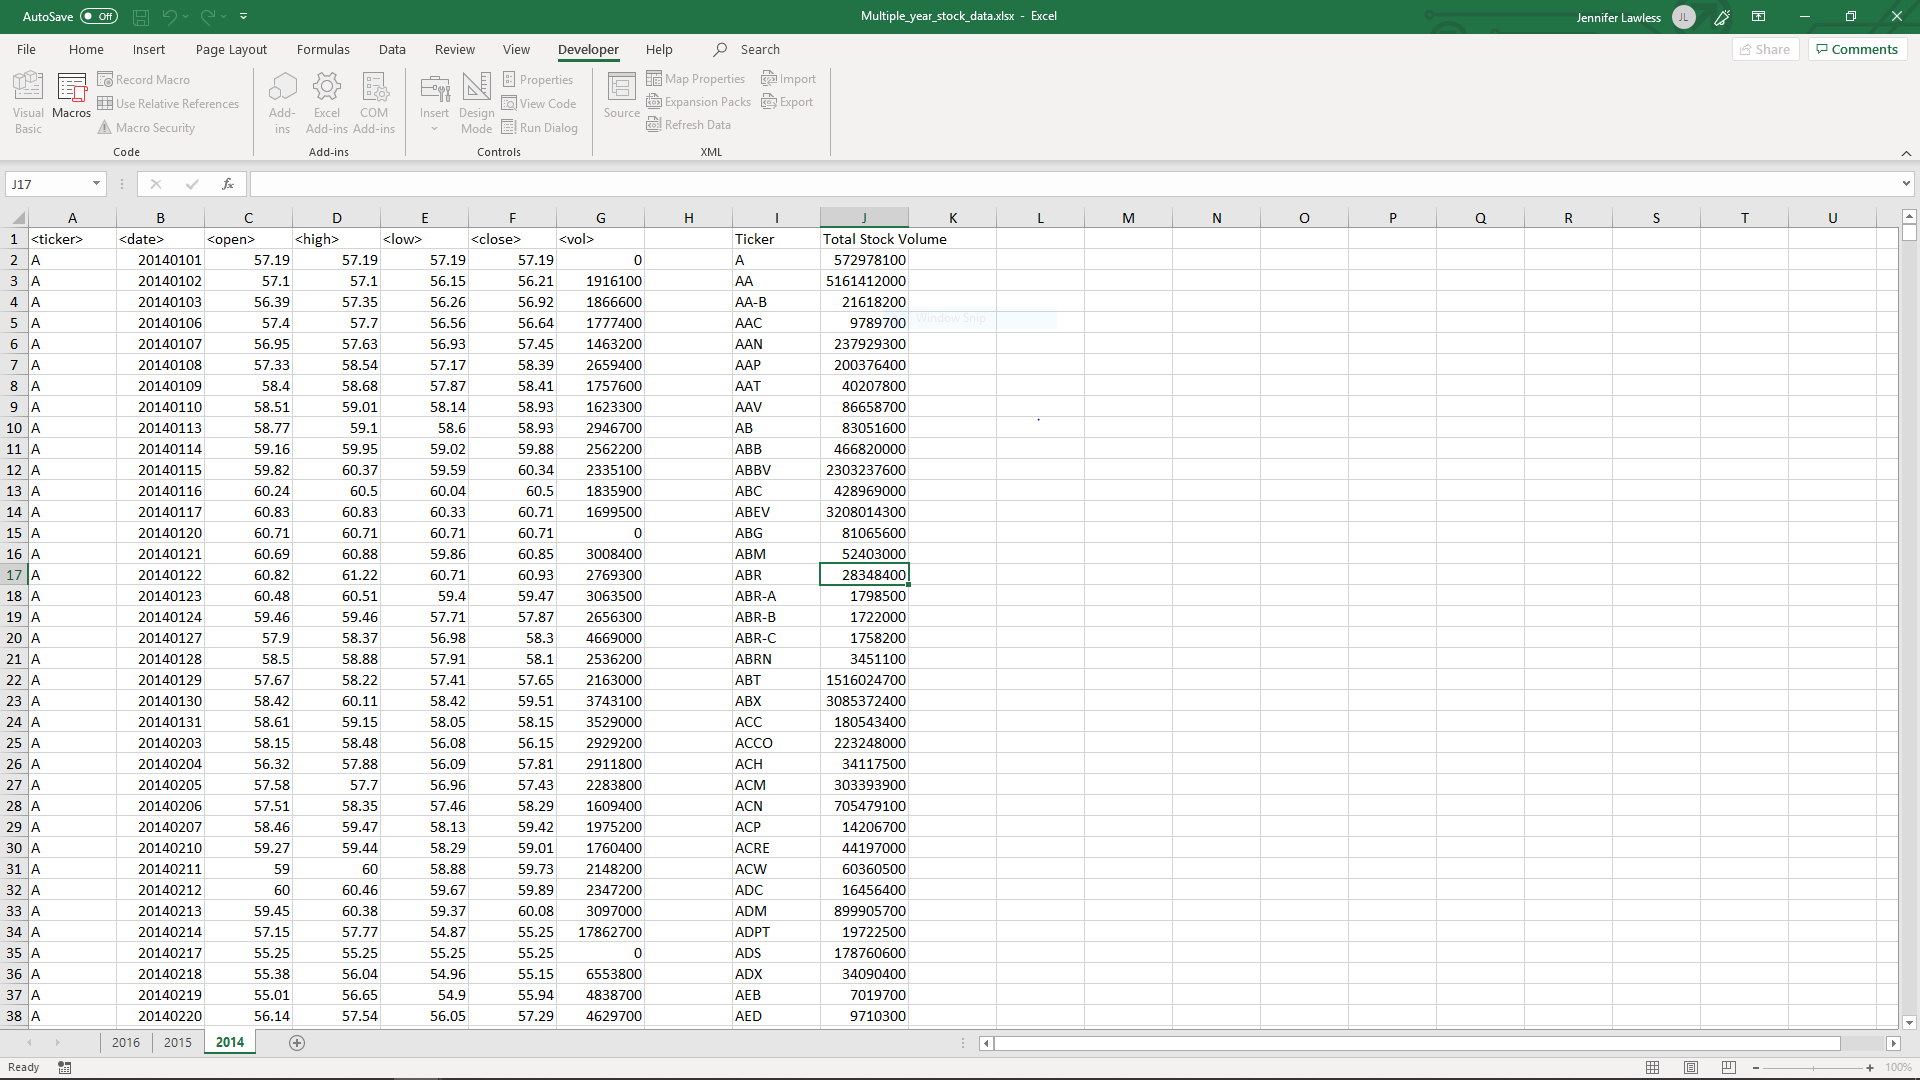 AutoSave Off Multiple_year_stock_data.xlsx - Excel Jennifer Lawless JL
File Home Insert Page Layout Formulas Data Review View Developer Help Search Share Comments
Visual Basic Macros Record Macro Use Relative References Macro Security
Add-ins Excel Add-ins COM Add-ins
Insert Design Mode Properties View Code Run Dialog
Source Map Properties Expansion Packs Refresh Data Import Export
Code Add-ins Controls XML
J17 fx
A B C D E F G H I J K L M N O P Q R S T U
1 <ticker> <date> <open> <high> <low> <close> <vol> Ticker Total Stock Volume
2 A 20140101 57.19 57.19 57.19 57.19 0 A 572978100
3 A 20140102 57.1 57.1 56.15 56.21 1916100 AA 5161412000
4 A 20140103 56.39 57.35 56.26 56.92 1866600 AA-B 21618200
5 A 20140106 57.4 57.7 56.56 56.64 1777400 AAC 9789700 Window Snip
6 A 20140107 56.95 57.63 56.93 57.45 1463200 AAN 237929300
7 A 20140108 57.33 58.54 57.17 58.39 2659400 AAP 200376400
8 A 20140109 58.4 58.68 57.87 58.41 1757600 AAT 40207800
9 A 20140110 58.51 59.01 58.14 58.93 1623300 AAV 86658700
10 A 20140113 58.77 59.1 58.6 58.93 2946700 AB 83051600
11 A 20140114 59.16 59.95 59.02 59.88 2562200 ABB 466820000
12 A 20140115 59.82 60.37 59.59 60.34 2335100 ABBV 2303237600
13 A 20140116 60.24 60.5 60.04 60.5 1835900 ABC 428969000
14 A 20140117 60.83 60.83 60.33 60.71 1699500 ABEV 3208014300
15 A 20140120 60.71 60.71 60.71 60.71 0 ABG 81065600
16 A 20140121 60.69 60.88 59.86 60.85 3008400 ABM 52403000
17 A 20140122 60.82 61.22 60.71 60.93 2769300 ABR 28348400
18 A 20140123 60.48 60.51 59.4 59.47 3063500 ABR-A 1798500
19 A 20140124 59.46 59.46 57.71 57.87 2656300 ABR-B 1722000
20 A 20140127 57.9 58.37 56.98 58.3 4669000 ABR-C 1758200
21 A 20140128 58.5 58.88 57.91 58.1 2536200 ABRN 3451100
22 A 20140129 57.67 58.22 57.41 57.65 2163000 ABT 1516024700
23 A 20140130 58.42 60.11 58.42 59.51 3743100 ABX 3085372400
24 A 20140131 58.61 59.15 58.05 58.15 3529000 ACC 180543400
25 A 20140203 58.15 58.48 56.08 56.15 2929200 ACCO 223248000
26 A 20140204 56.32 57.88 56.09 57.81 2911800 ACH 34117500
27 A 20140205 57.58 57.7 56.96 57.43 2283800 ACM 303393900
28 A 20140206 57.51 58.35 57.46 58.29 1609400 ACN 705479100
29 A 20140207 58.46 59.47 58.13 59.42 1975200 ACP 14206700
30 A 20140210 59.27 59.44 58.29 59.01 1760400 ACRE 44197000
31 A 20140211 59 60 58.88 59.73 2148200 ACW 60360500
32 A 20140212 60 60.46 59.67 59.89 2347200 ADC 16456400
33 A 20140213 59.45 60.38 59.37 60.08 3097000 ADM 899905700
34 A 20140214 57.15 57.77 54.87 55.25 17862700 ADPT 19722500
35 A 20140217 55.25 55.25 55.25 55.25 0 ADS 178760600
36 A 20140218 55.38 56.04 54.96 55.15 6553800 ADX 34090400
37 A 20140219 55.01 56.65 54.9 55.94 4838700 AEB 7019700
38 A 20140220 56.14 57.54 56.05 57.29 4629700 AED 9710300
2016 2015 2014
Ready 100%